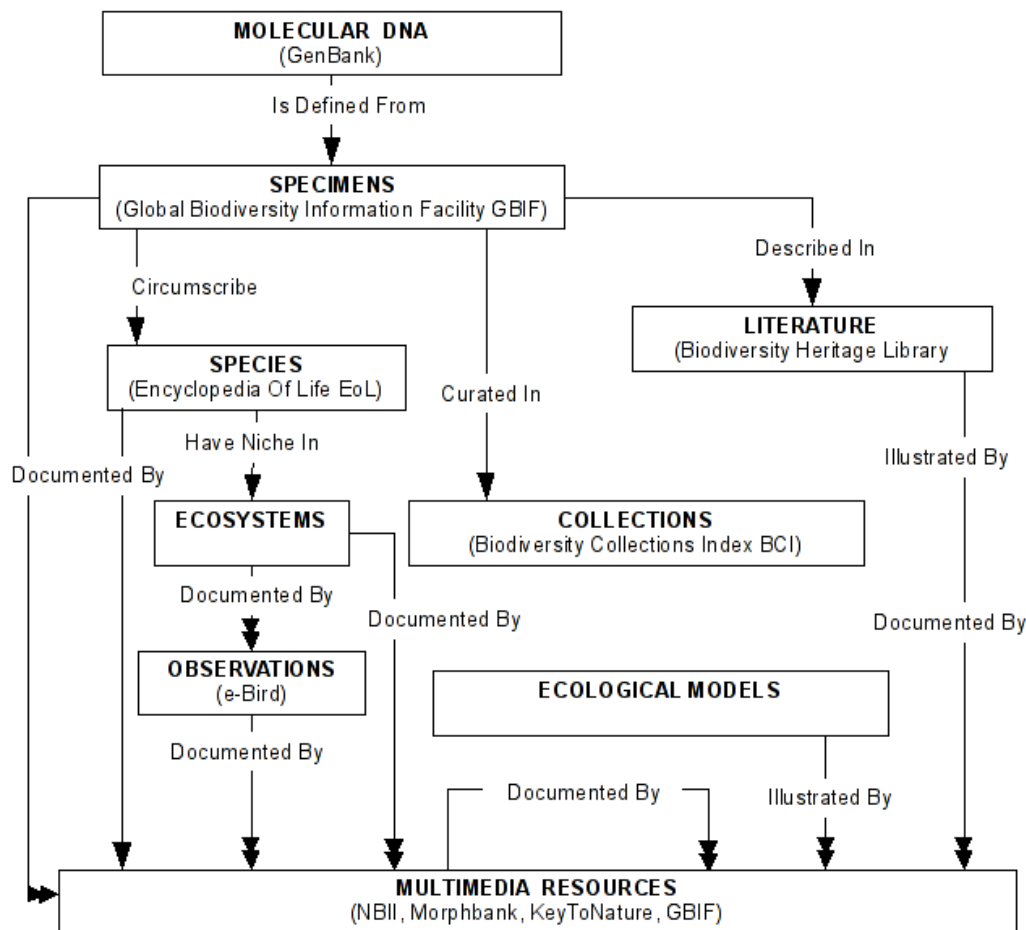 MOLECULAR DNA
(GenBank)
Is Defined From
SPECIMENS
(Global Biodiversity Information Facility GBIF)
Described In
Circumscribe
LITERATURE
(Biodiversity Heritage Library
SPECIES
(Encyclopedia Of Life EoL)
Curated In
Have Niche In
Illustrated By
Documented By
ECOSYSTEMS
COLLECTIONS
(Biodiversity Collections Index BCI)
Documented By
Documented By
Documented By
OBSERVATIONS
(e-Bird)
ECOLOGICAL MODELS
Documented By
Documented By
Illustrated By
MULTIMEDIA RESOURCES
(NBII, Morphbank, KeyToNature, GBIF)